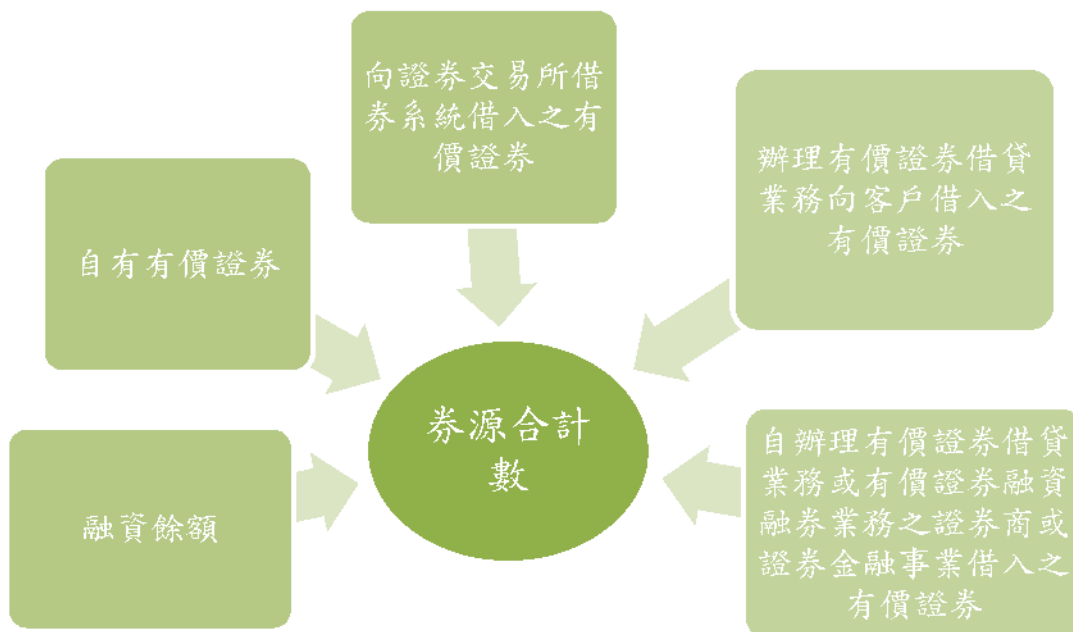 向證券交易所借
券系統借入之有
價證券
辦理有價證券借貸
業務向客戶借入之
有價證券
自有有價證券
券源合計
數
融資餘額
自辦理有價證券借貸
業務或有價證券融資
融券業務之證券商或
證券金融事業借入之
有價證券